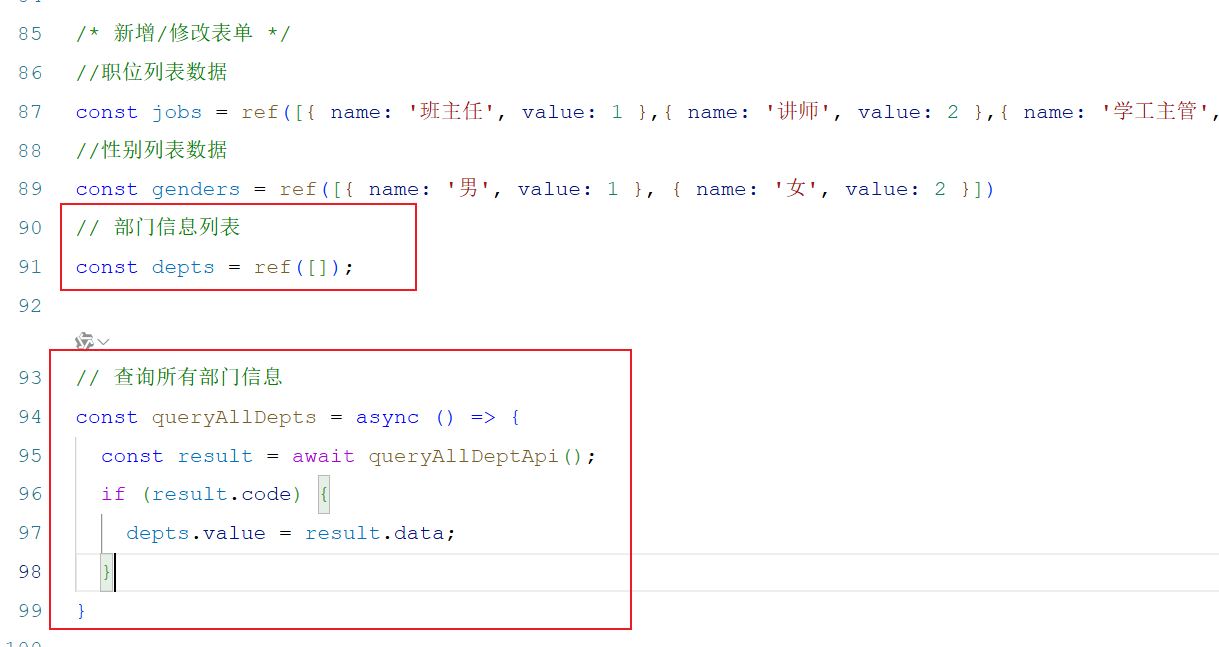 85 /* 新增/修改表单 */
86 //职位列表数据
87 const jobs = ref([{ name: '班主任', value: 1 },{ name: '讲师', value: 2 },{ name: '学工主管',
88 //性别列表数据
89 const genders = ref([{ name: '男', value: 1 }, { name: '女', value: 2 }])
90 // 部门信息列表
91 const depts = ref([]);
92
93 // 查询所有部门信息
94 const queryAllDepts = async () => {
95 const result = await queryAllDeptApi();
96 if (result.code) {
97 depts.value = result.data;
98 }
99 }